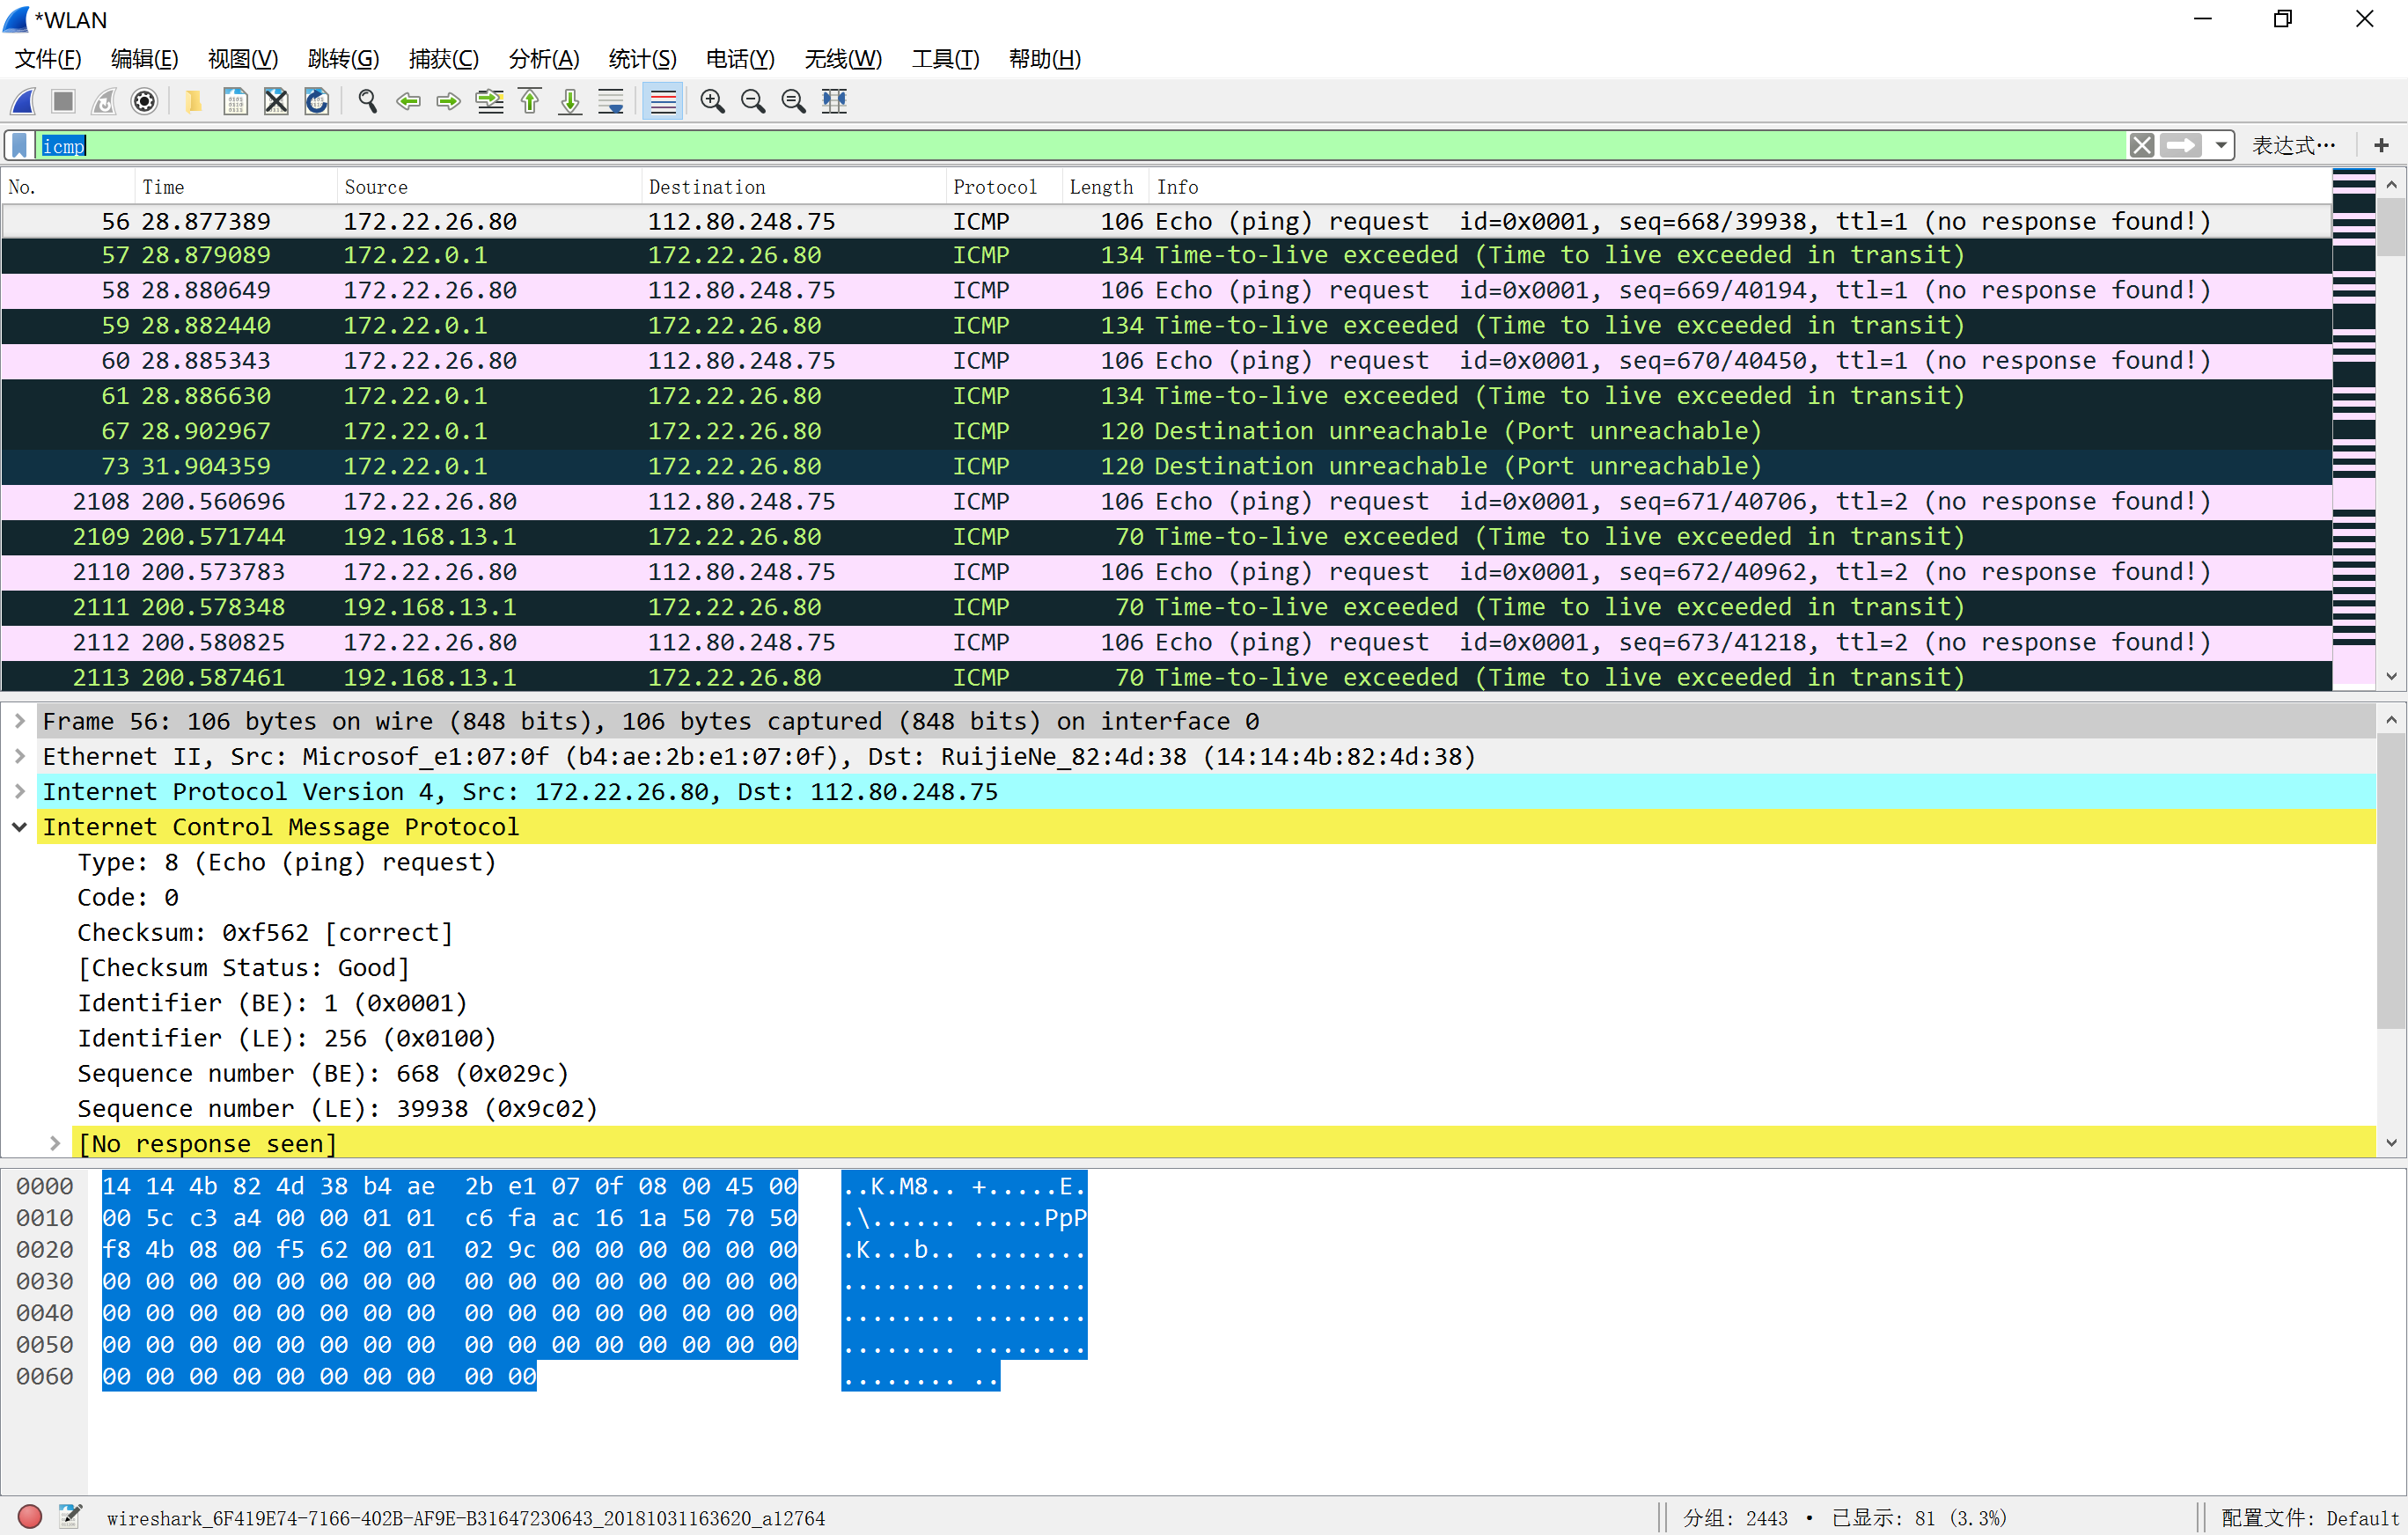 *WLAN
文件(F) 编辑(E) 视图(V) 跳转(G) 捕获(C) 分析(A) 统计(S) 电话(Y) 无线(W) 工具(T) 帮助(H)
icmp 表达式… +
No. Time Source Destination Protocol Length Info
56 28.877389 172.22.26.80 112.80.248.75 ICMP 106 Echo (ping) request id=0x0001, seq=668/39938, ttl=1 (no response found!)
57 28.879089 172.22.0.1 172.22.26.80 ICMP 134 Time-to-live exceeded (Time to live exceeded in transit)
58 28.880649 172.22.26.80 112.80.248.75 ICMP 106 Echo (ping) request id=0x0001, seq=669/40194, ttl=1 (no response found!)
59 28.882440 172.22.0.1 172.22.26.80 ICMP 134 Time-to-live exceeded (Time to live exceeded in transit)
60 28.885343 172.22.26.80 112.80.248.75 ICMP 106 Echo (ping) request id=0x0001, seq=670/40450, ttl=1 (no response found!)
61 28.886630 172.22.0.1 172.22.26.80 ICMP 134 Time-to-live exceeded (Time to live exceeded in transit)
67 28.902967 172.22.0.1 172.22.26.80 ICMP 120 Destination unreachable (Port unreachable)
73 31.904359 172.22.0.1 172.22.26.80 ICMP 120 Destination unreachable (Port unreachable)
2108 200.560696 172.22.26.80 112.80.248.75 ICMP 106 Echo (ping) request id=0x0001, seq=671/40706, ttl=2 (no response found!)
2109 200.571744 192.168.13.1 172.22.26.80 ICMP 70 Time-to-live exceeded (Time to live exceeded in transit)
2110 200.573783 172.22.26.80 112.80.248.75 ICMP 106 Echo (ping) request id=0x0001, seq=672/40962, ttl=2 (no response found!)
2111 200.578348 192.168.13.1 172.22.26.80 ICMP 70 Time-to-live exceeded (Time to live exceeded in transit)
2112 200.580825 172.22.26.80 112.80.248.75 ICMP 106 Echo (ping) request id=0x0001, seq=673/41218, ttl=2 (no response found!)
2113 200.587461 192.168.13.1 172.22.26.80 ICMP 70 Time-to-live exceeded (Time to live exceeded in transit)
Frame 56: 106 bytes on wire (848 bits), 106 bytes captured (848 bits) on interface 0
Ethernet II, Src: Microsof_e1:07:0f (b4:ae:2b:e1:07:0f), Dst: RuijieNe_82:4d:38 (14:14:4b:82:4d:38)
Internet Protocol Version 4, Src: 172.22.26.80, Dst: 112.80.248.75
Internet Control Message Protocol
Type: 8 (Echo (ping) request)
Code: 0
Checksum: 0xf562 [correct]
[Checksum Status: Good]
Identifier (BE): 1 (0x0001)
Identifier (LE): 256 (0x0100)
Sequence number (BE): 668 (0x029c)
Sequence number (LE): 39938 (0x9c02)
[No response seen]
0000 14 14 4b 82 4d 38 b4 ae 2b e1 07 0f 08 00 45 00 ..K.M8.. +.....E.
0010 00 5c c3 a4 00 00 01 01 c6 fa ac 16 1a 50 70 50 .\...... .....PpP
0020 f8 4b 08 00 f5 62 00 01 02 9c 00 00 00 00 00 00 .K...b.. ........
0030 00 00 00 00 00 00 00 00 00 00 00 00 00 00 00 00 ........ ........
0040 00 00 00 00 00 00 00 00 00 00 00 00 00 00 00 00 ........ ........
0050 00 00 00 00 00 00 00 00 00 00 00 00 00 00 00 00 ........ ........
0060 00 00 00 00 00 00 00 00 00 00 ........ ..
wireshark_6F419E74-7166-402B-AF9E-B31647230643_20181031163620_a12764 分组: 2443 · 已显示: 81 (3.3%) 配置文件: Default